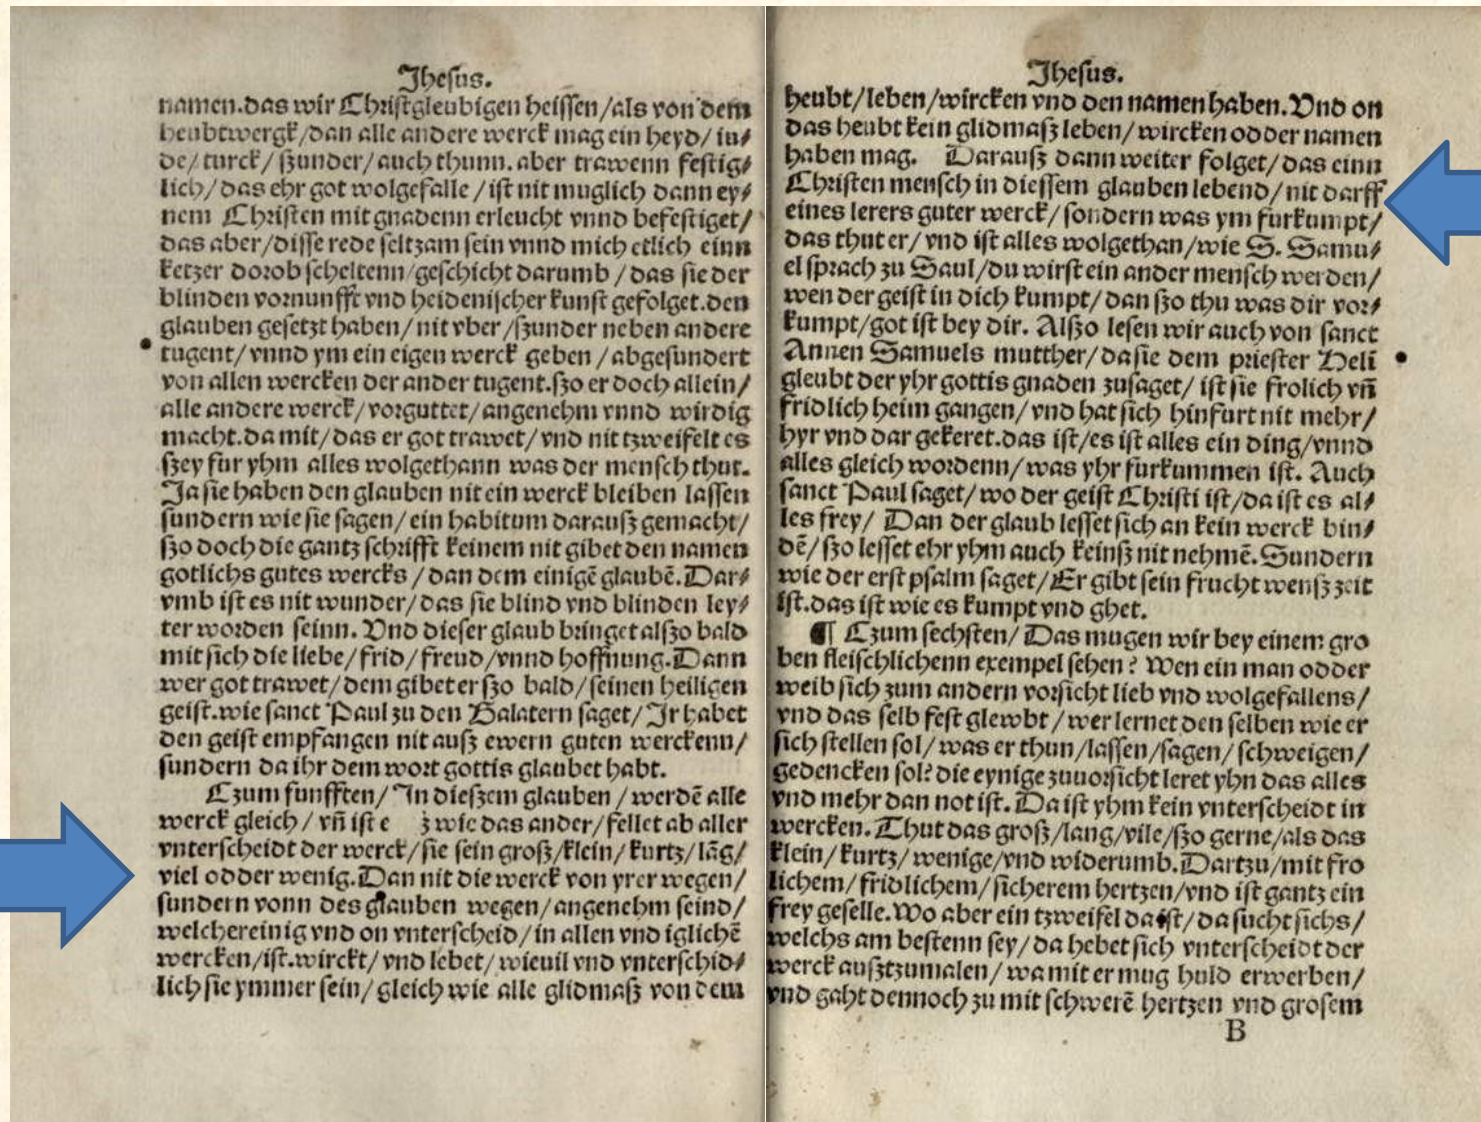 Jhesus.
namen.das wir Christgleubigen heissen/als von dem
heubtwergk/dan alle andere werck mag ein heyd/iu⸗
de/turck/szunder/auch thunn.aber trawenn festig⸗
lich/das ehr got wolgefalle/ist nit muglich dann ey⸗
nem Christen mit gnadenn erleucht vnnd befestiget/
das aber/disse rede seltzam sein vnnd mich etlich einn
ketzer dorob scheltenn/geschicht darumb/das sie der
blinden vornunfft vnd heidenischer kunst gefolget.den
glauben gesetzt haben/nit vber/szunder neben andere
tugent/vnnd ym ein eigen werck geben/abgesundert
von allen wercken der ander tugent.szo er doch allein/
alle andere werck/vorguttet/angenehm vnnd wirdig
macht.da mit/das er got trawet/vnd nit tzweifelt es
szey fur yhm alles wolgethann was der mensch thut.
Ja sie haben den glauben nit ein werck bleiben lassen
sundern wie sie sagen/ein habitum darausz gemacht/
szo doch die gantz schrifft keinem nit gibet den namen
gotlichs gutes wercks/dan dem einigē glaubē.Dar⸗
vmb ist es nit wunder/das sie blind vnd blinden ley⸗
ter worden seinn.Vnd dieser glaub bringet alszo bald
mit sich die liebe/frid/freud/vnnd hoffnung.Dann
wer got trawet/dem gibet er szo bald/seinen heiligen
geist.wie sanct Paul zu den Galatern saget/Ir habet
den geist empfangen nit ausz ewern guten werckenn/
sundern da ihr dem wort gottis glaubet habt.
Czum funfften/In dieszem glauben/werdē alle
werck gleich/vn̄ ist e z wie das ander/fellet ab aller
vnterscheidt der werck/sie sein grosz/klein/kurtz/lāg/
viel odder wenig.Dan nit die werck von yrer wegen/
sundern vonn des glauben wegen/angenehm seind/
welcher einig vnd on vnterscheid/in allen vnd iglichē
wercken/ist.wirckt/vnd lebet/wieuil vnd vnterschid⸗
lich sie ymmer sein/gleich wie alle glidmasz von dem
Jhesus.
heubt/leben/wircken vnd den namen haben.Vnd on
das heubt kein glidmasz leben/wircken odder namen
haben mag. Darausz dann weiter folget/das einn
Christen mensch in diessem glauben lebend/nit darff
eines lerers guter werck/sondern was ym furkumpt/
das thut er/vnd ist alles wolgethan/wie S.Samu⸗
el sprach zu Saul/du wirst ein ander mensch werden/
wen der geist in dich kumpt/dan szo thu was dir vor⸗
kumpt/got ist bey dir. Alszo lesen wir auch von sanct
Annen Samuels mutther/da sie dem priester Heli
gleubt der yhr gottis gnaden zusaget/ist sie frolich vn̄
fridlich heim gangen/vnd hat sich hinfurt nit mehr/
hyr vnd dar gekeret.das ist/es ist alles ein ding/vnnd
alles gleich wordenn/was yhr furkummen ist. Auch
sanct Paul saget/wo der geist Christi ist/da ist es al⸗
les frey/ Dan der glaub lesset sich an kein werck bin⸗
dē/szo lesset ehr yhm auch keinsz nit nehmē.Sundern
wie der erst psalm saget/Er gibt sein frucht wensz zeit
ist.das ist wie es kumpt vnd ghet.
¶ Czum sechsten/Das mugen wir bey einem gro
ben fleischlichenn exempel sehen? Wen ein man odder
weib sich zum andern vorsicht lieb vnd wolgefallens/
vnd das selb fest glewbt/wer lernet den selben wie er
sich stellen sol/was er thun/lassen/sagen/schweigen/
gedencken sol?die eynige zuuorsicht leret yhn das alles
vnd mehr dan not ist.Da ist yhm kein vnterscheidt in
wercken.Thut das grosz/lang/vile/szo gerne/als das
klein/kurtz/wenige/vnd widerumb.Dartzu/mit fro
lichem/fridlichem/sicherem hertzen/vnd ist gantz ein
frey geselle.Wo aber ein tzweifel da ist/da sucht sichs/
welchs am bestenn sey/da hebet sich vnterscheidt der
werck ausztzumalen/wa mit er mug huld erwerben/
vnd gaht dennoch zu mit schwerē hertzen vnd grosem
B